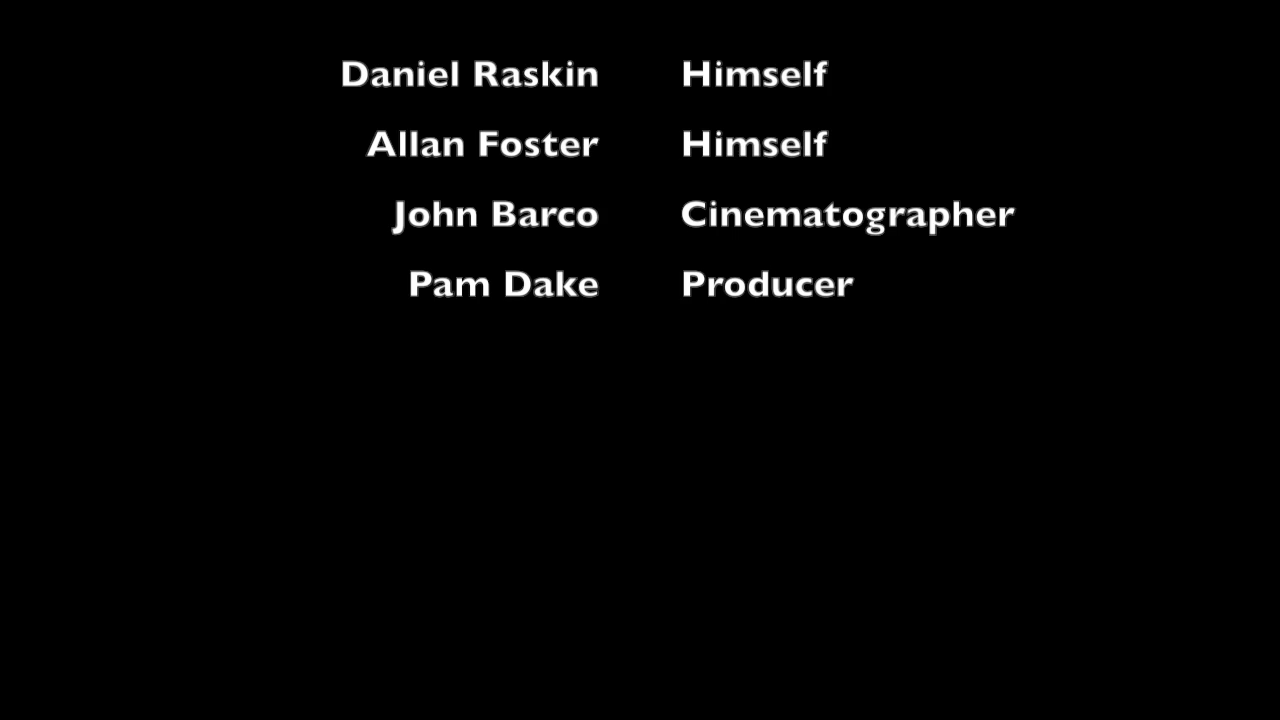 Daniel Raskin Himself
Allan Foster Himself
John Barco Cinematographer
Pam Dake Producer